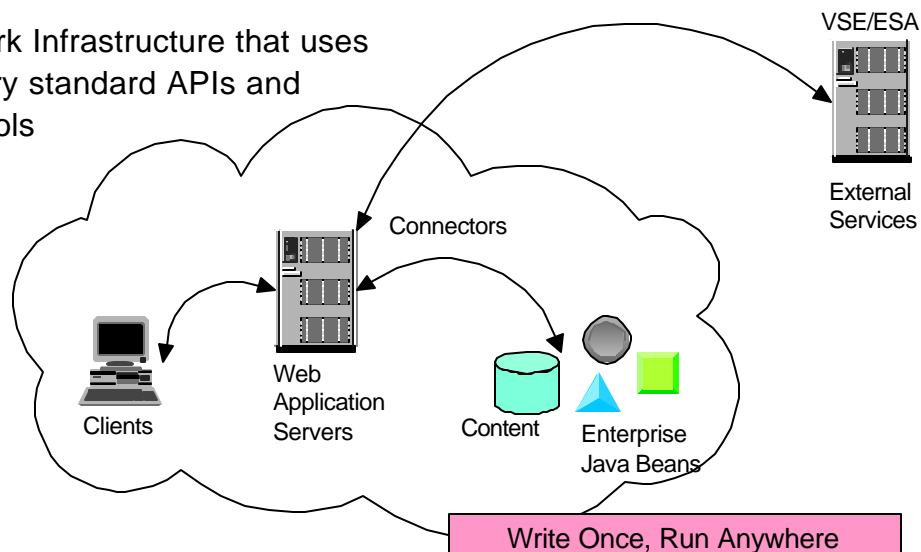 rk Infrastructure that uses
ry standard APIs and
ols
VSE/ESA
External
Services
Connectors
Clients
Web
Application
Servers
Content
Enterprise
Java Beans
Write Once, Run Anywhere